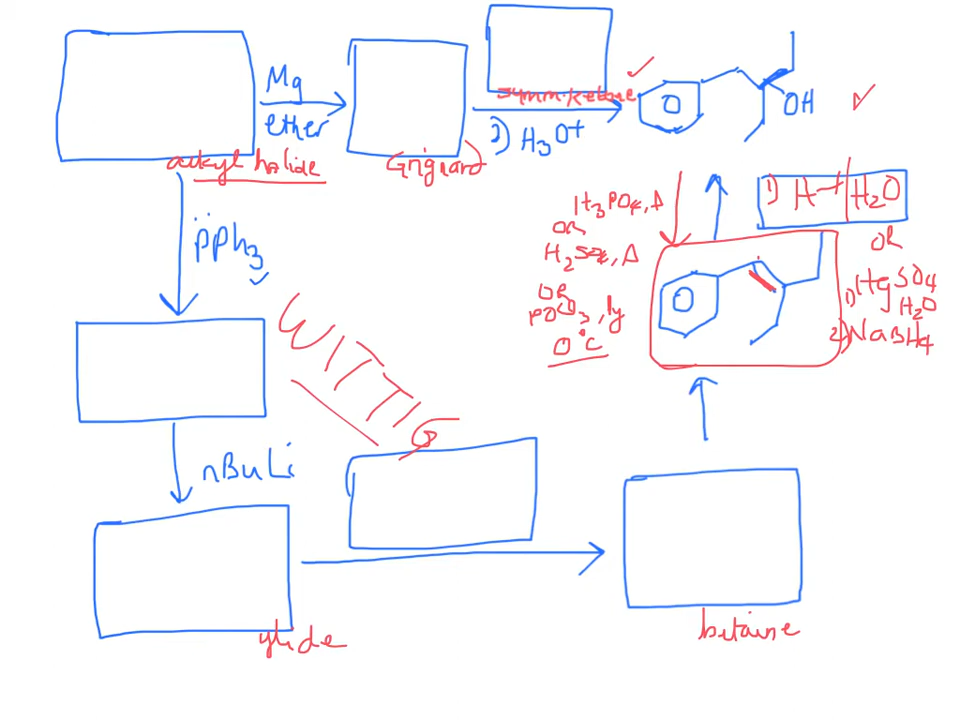 Mg
ether
alkyl halide
Grignard
symm. ketone
2) H3O+
OH
:PPh3
H3PO4, Δ
OR
H2SO4, Δ
OR
POCl3, Py
0°C
1) H+ / H2O
OR
1) HgSO4
H2O
2) NaBH4
WITTIG
nBuLi
ylide
betaine